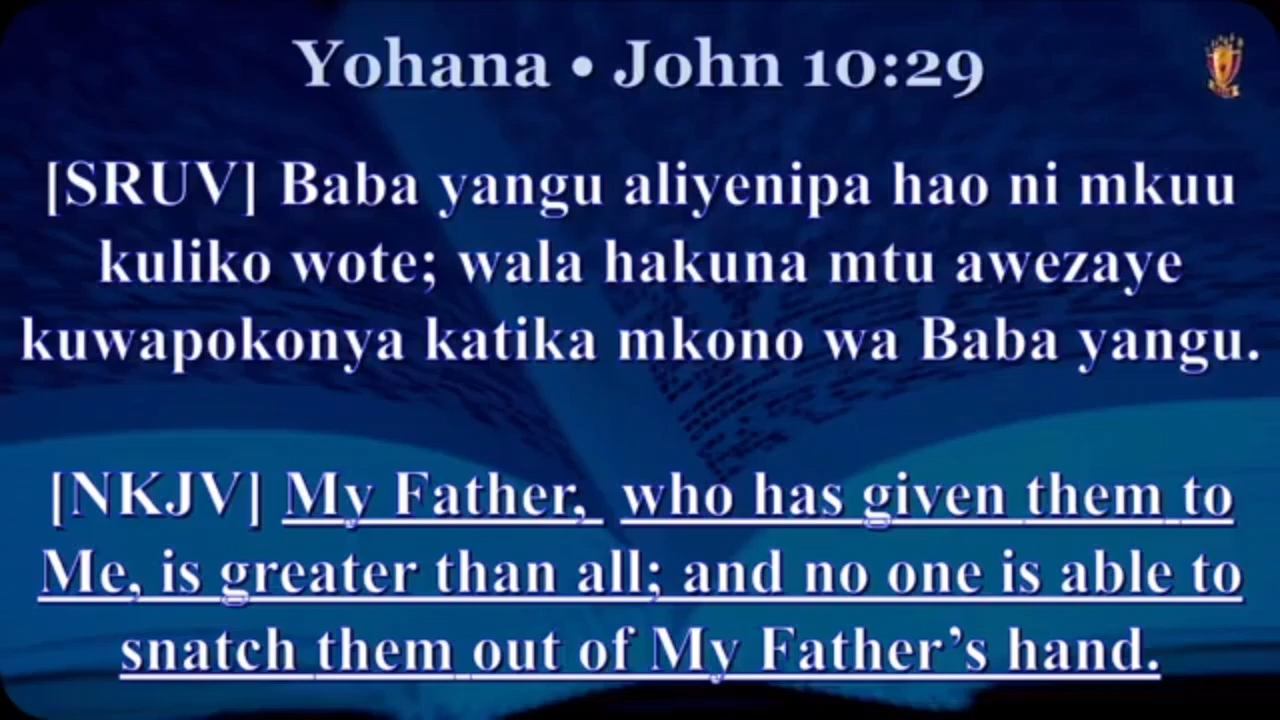 Yohana • John 10:29
[SRUV] Baba yangu aliyenipa hao ni mkuu
kuliko wote; wala hakuna mtu awezaye
kuwapokonya katika mkono wa Baba yangu.
[NKJV] My Father, who has given them to
Me, is greater than all; and no one is able to
snatch them out of My Father’s hand.